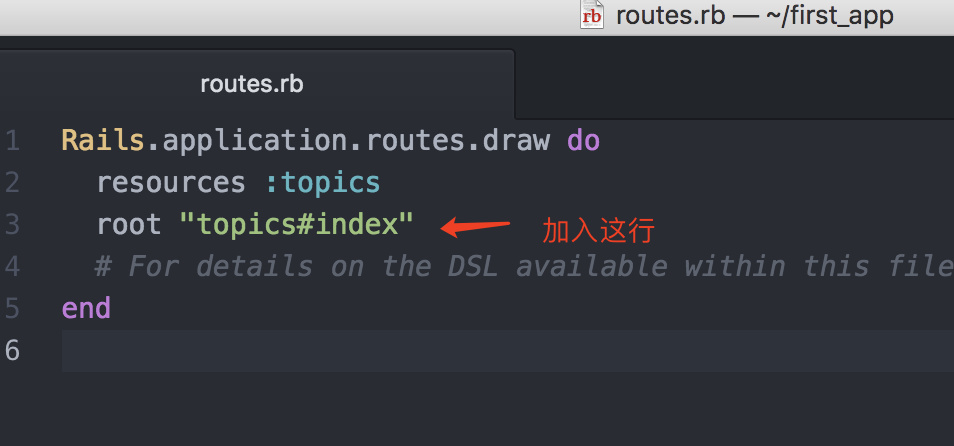 rb routes.rb — ~/first_app
routes.rb
1 Rails.application.routes.draw do
2 resources :topics
3 root "topics#index" 加入这行
4 # For details on the DSL available within this file
5 end
6